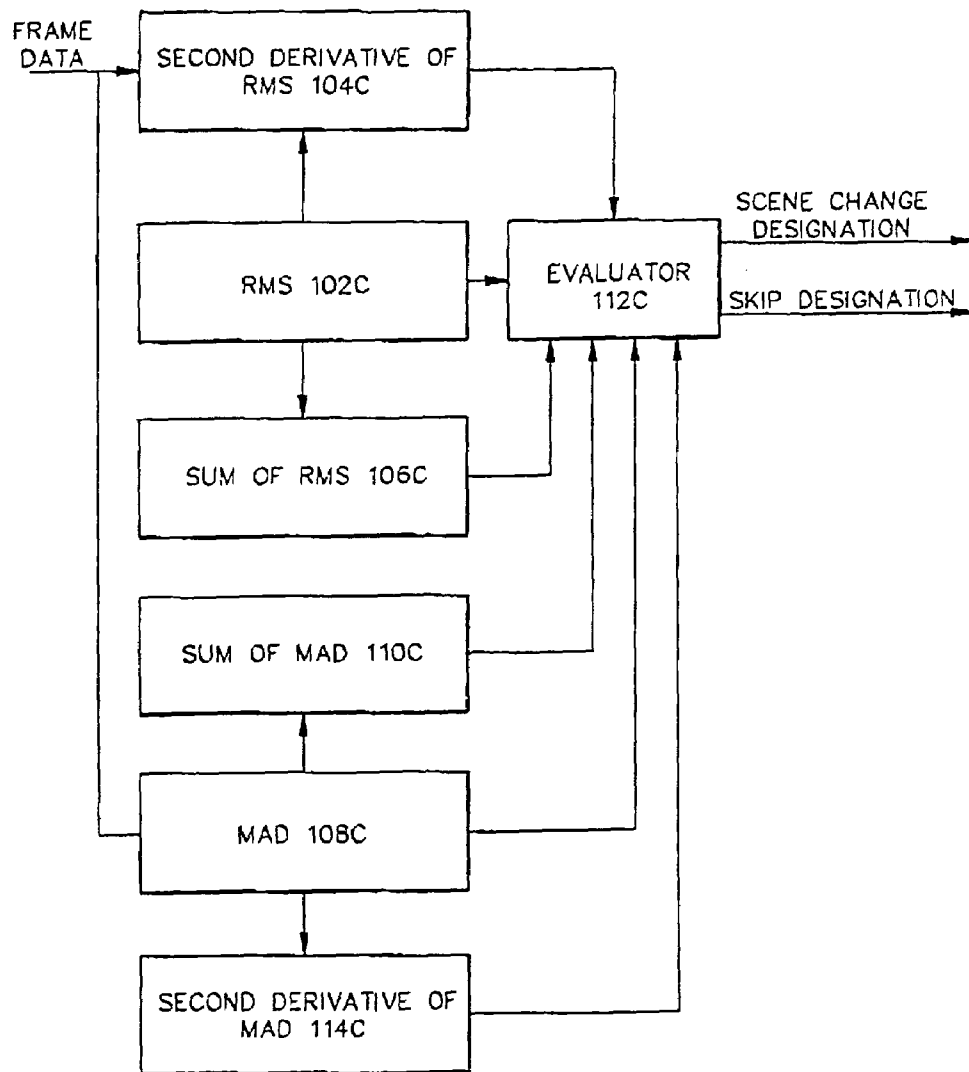 FRAME
DATA
SECOND DERIVATIVE OF
RMS 104C
RMS 102C
EVALUATOR
112C
SCENE CHANGE
DESIGNATION
SKIP DESIGNATION
SUM OF RMS 106C
SUM OF MAD 110C
MAD 108C
SECOND DERIVATIVE OF
MAD 114C